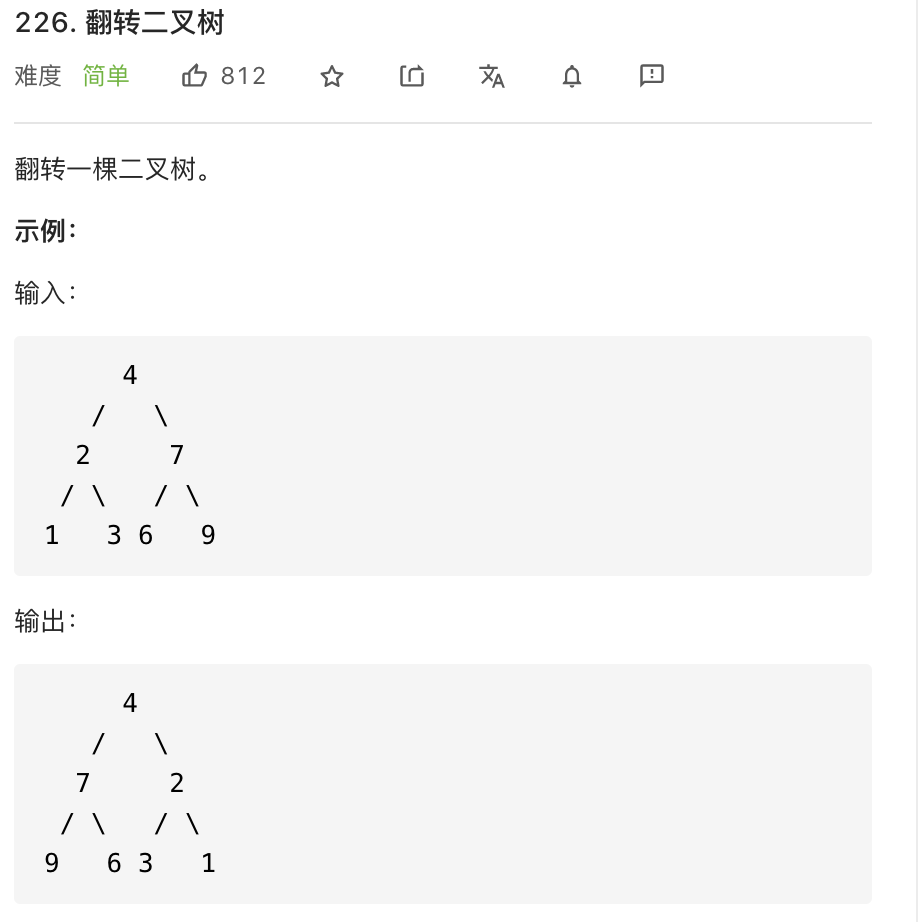 226. 翻转二叉树
难度 简单 812
翻转一棵二叉树。
示例：
输入：
4
/ \
2 7
/ \ / \
1 3 6 9
输出：
4
/ \
7 2
/ \ / \
9 6 3 1